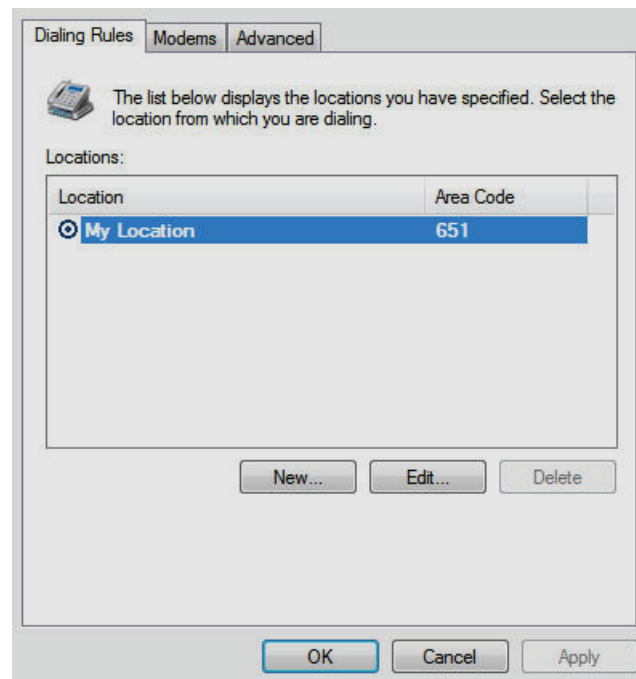 Dialing Rules Modems Advanced
The list below displays the locations you have specified. Select the
location from which you are dialing.
Locations:
Location Area Code
My Location 651
New... Edit... Delete
OK Cancel Apply